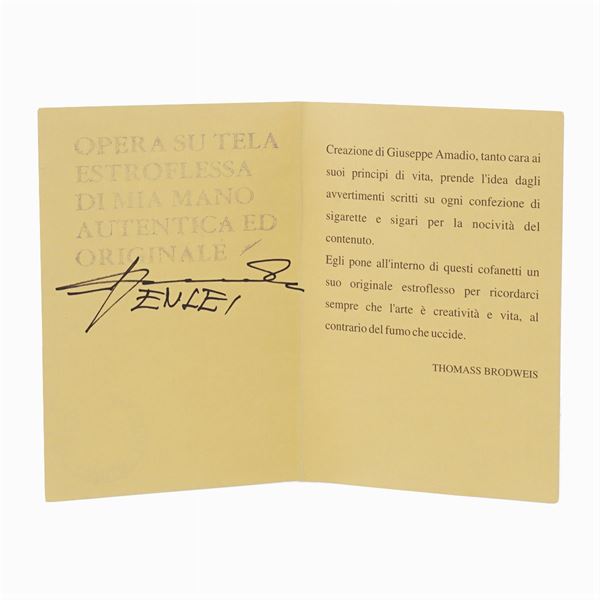 OPERA SU TELA
ESTROFLESSA
DI MIA MANO
AUTENTICA ED
ORIGINALE
ENLEI
Creazione di Giuseppe Amadio, tanto cara ai
suoi principi di vita, prende l'idea dagli
avvertimenti scritti su ogni confezione di
sigarette e sigari per la nocività del
contenuto.
Egli pone all'interno di questi cofanetti un
suo originale estroflesso per ricordarci
sempre che l'arte è creatività e vita, al
contrario del fumo che uccide.
THOMASS BRODWEIS